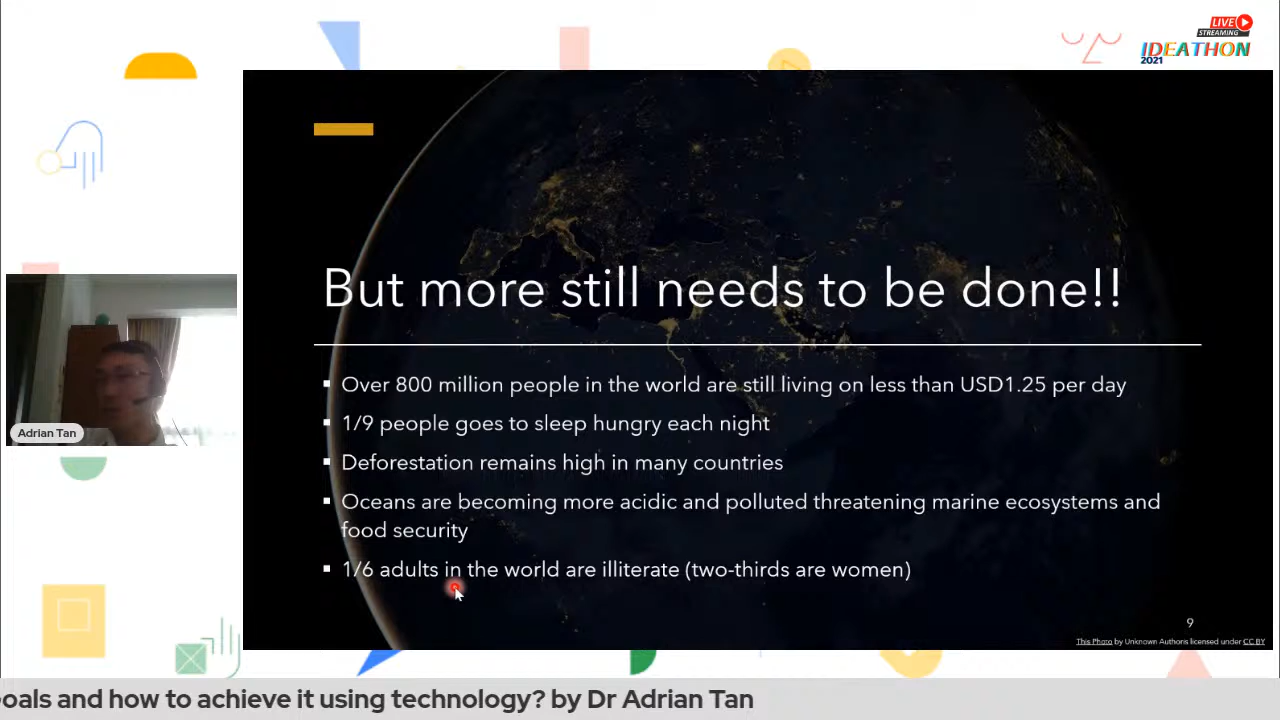 LIVE
STREAMING
IDEATHON
2021
But more still needs to be done!!
▪ Over 800 million people in the world are still living on less than USD1.25 per day
▪ 1/9 people goes to sleep hungry each night
▪ Deforestation remains high in many countries
▪ Oceans are becoming more acidic and polluted threatening marine ecosystems and
food security
▪ 1/6 adults in the world are illiterate (two-thirds are women)
Adrian Tan
9
This Photo by Unknown Author is licensed under CC BY
oals and how to achieve it using technology? by Dr Adrian Tan